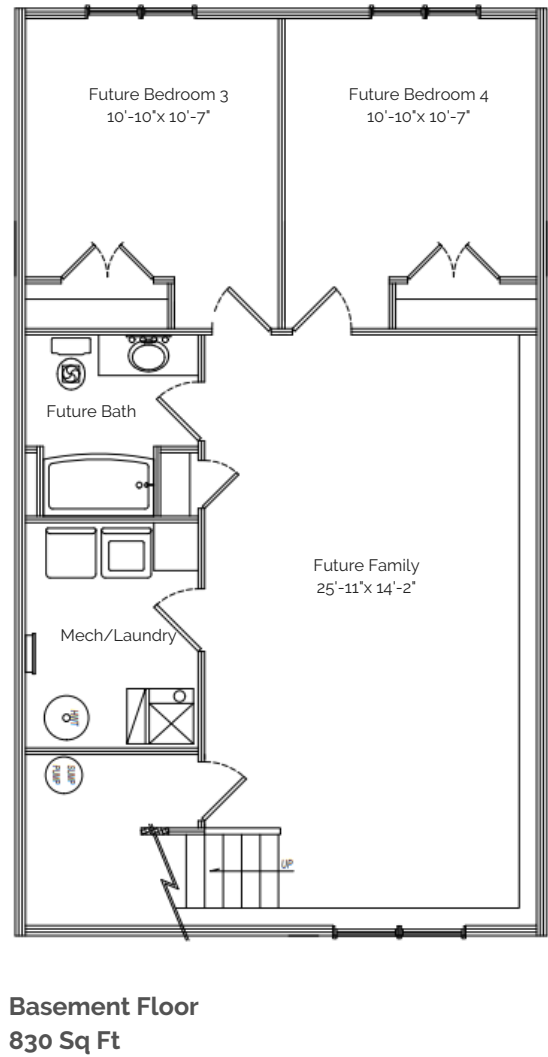 Future Bedroom 3
10'-10"x 10'-7"
Future Bedroom 4
10'-10"x 10'-7"
Future Bath
Future Family
25'-11"x 14'-2"
Mech/Laundry
HWT
SUMP
PUMP
UP
Basement Floor
830 Sq Ft